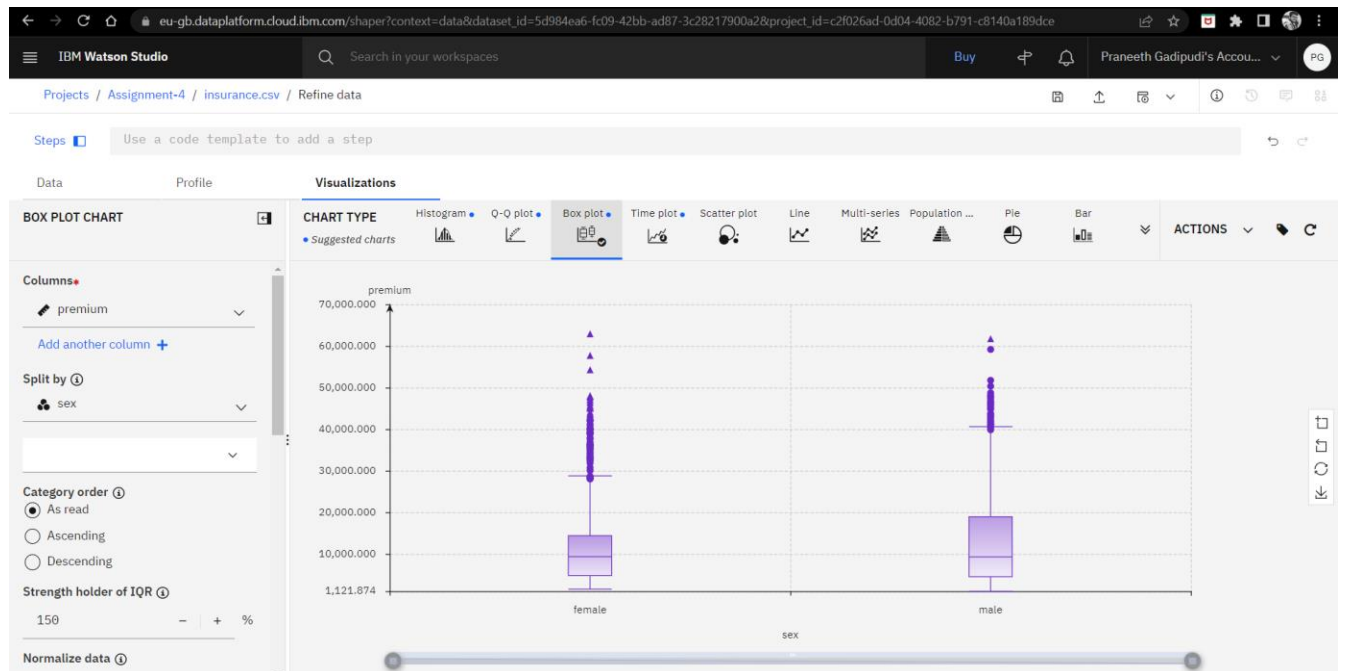 eu-gb.dataplatform.cloud.ibm.com/shaper?context=data&dataset_id=5d984ea6-fc09-42bb-ad87-3c28217900a2&project_id=c2f026ad-0d04-4082-b791-c8140a189dce
IBM Watson Studio
Search in your workspaces
Buy
Praneeth Gadipudi's Accou...
PG
Projects / Assignment-4 / insurance.csv / Refine data
Steps
Use a code template to add a step
Data
Profile
Visualizations
BOX PLOT CHART
CHART TYPE
• Suggested charts
Histogram
Q-Q plot
Box plot
Time plot
Scatter plot
Line
Multi-series
Population ...
Pie
Bar
ACTIONS
Columns
premium
Add another column +
Split by
sex
Category order
As read
Ascending
Descending
Strength holder of IQR
150
- + %
Normalize data
premium
70,000.000
60,000.000
50,000.000
40,000.000
30,000.000
20,000.000
10,000.000
1,121.874
female
male
sex